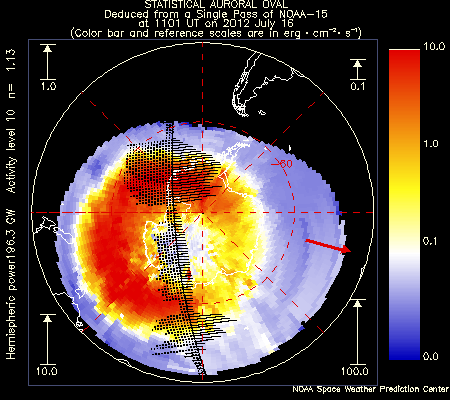 STATISTICAL AURORAL OVAL
Deduced from a Single Pass of NOAA-15
at 1101 UT on 2012 July 16
(Color bar and reference scales are in erg·cm⁻²·s⁻¹)
1.0
0.1
10.0
1.0
0.1
0.0
-60
Hemispheric power196.3 GW Activity level 10 n= 1.13
10.0
100.0
NOAA Space Weather Prediction Center